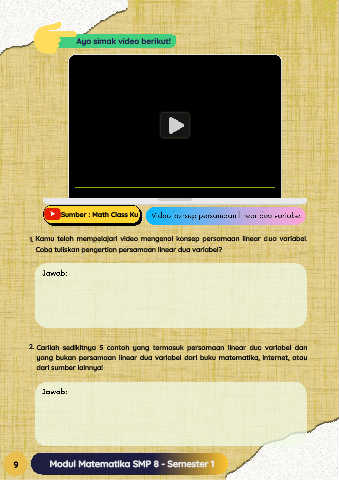 Ayo simak video berikut!
Sumber : Math Class Ku
Video konsep persamaan linear dua variabel
1. Kamu telah mempelajari video mengenai konsep persamaan linear dua variabel.
Coba tuliskan pengertian persamaan linear dua variabel?
Jawab:
2. Carilah sedikitnya 5 contoh yang termasuk persamaan linear dua variabel dan
yang bukan persamaan linear dua variabel dari buku matematika, internet, atau
dari sumber lainnya!
Jawab:
9
Modul Matematika SMP 8 - Semester 1